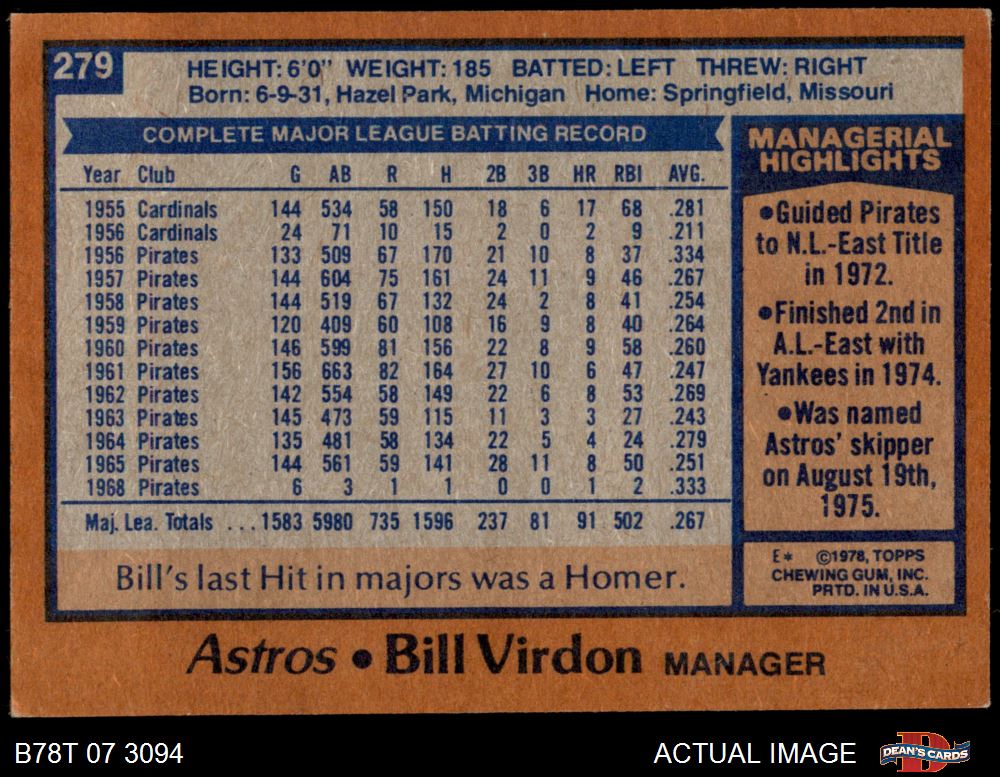 279
HEIGHT: 6'0" WEIGHT: 185 BATTED: LEFT THREW: RIGHT
Born: 6-9-31, Hazel Park, Michigan Home: Springfield, Missouri
COMPLETE MAJOR LEAGUE BATTING RECORD
Year Club G AB R H 2B 3B HR RBI AVG.
1955 Cardinals 144 534 58 150 18 6 17 68 .281
1956 Cardinals 24 71 10 15 2 0 2 9 .211
1956 Pirates 133 509 67 170 21 10 8 37 .334
1957 Pirates 144 604 75 161 24 11 9 46 .267
1958 Pirates 144 519 67 132 24 2 8 41 .254
1959 Pirates 120 409 60 108 16 9 8 40 .264
1960 Pirates 146 599 81 156 22 8 9 58 .260
1961 Pirates 156 663 82 164 27 10 6 47 .247
1962 Pirates 142 554 58 149 22 6 8 53 .269
1963 Pirates 145 473 59 115 11 3 3 27 .243
1964 Pirates 135 481 58 134 22 5 4 24 .279
1965 Pirates 144 561 59 141 28 11 8 50 .251
1968 Pirates 6 3 1 1 0 0 1 2 .333
Maj. Lea. Totals ... 1583 5980 735 1596 237 81 91 502 .267
Bill's last Hit in majors was a Homer.
MANAGERIAL
HIGHLIGHTS
•Guided Pirates
to N.L.-East Title
in 1972.
•Finished 2nd in
A.L.-East with
Yankees in 1974.
•Was named
Astros' skipper
on August 19th,
1975.
E* ©1978, TOPPS
CHEWING GUM, INC.
PRTD. IN U.S.A.
Astros • Bill Virdon MANAGER
B78T 07 3094
ACTUAL IMAGE
D
DEAN'S CARDS